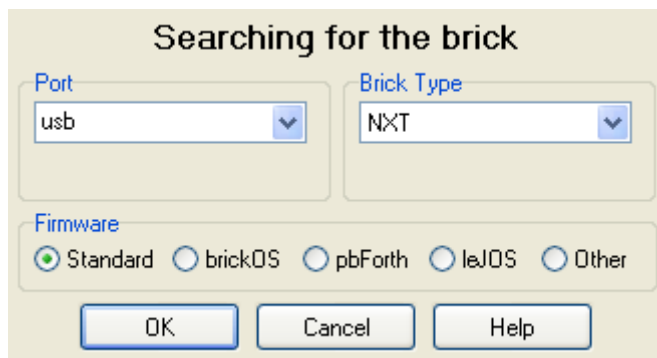 Searching for the brick
Port
Brick Type
usb
NXT
Firmware
Standard brickOS pbForth leJOS Other
OK Cancel Help